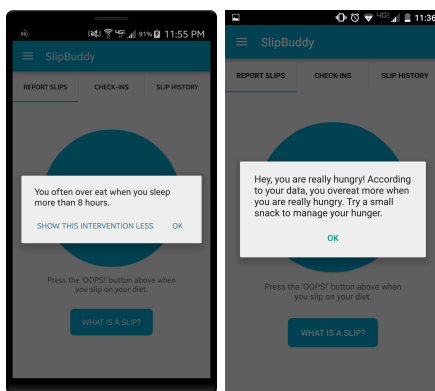 91% 11:55 PM
SlipBuddy
REPORT SLIPS CHECK-INS SLIP HISTORY
You often over eat when you sleep
more than 8 hours.
SHOW THIS INTERVENTION LESS OK
Press the 'OOPS!' button above when
you slip on your diet.
WHAT IS A SLIP?
11:36
SlipBuddy
REPORT SLIPS CHECK-INS SLIP HISTORY
Hey, you are really hungry! According
to your data, you overeat more when
you are really hungry. Try a small
snack to manage your hunger.
OK
Press the 'OOPS!' button above when
you slip on your diet.
WHAT IS A SLIP?